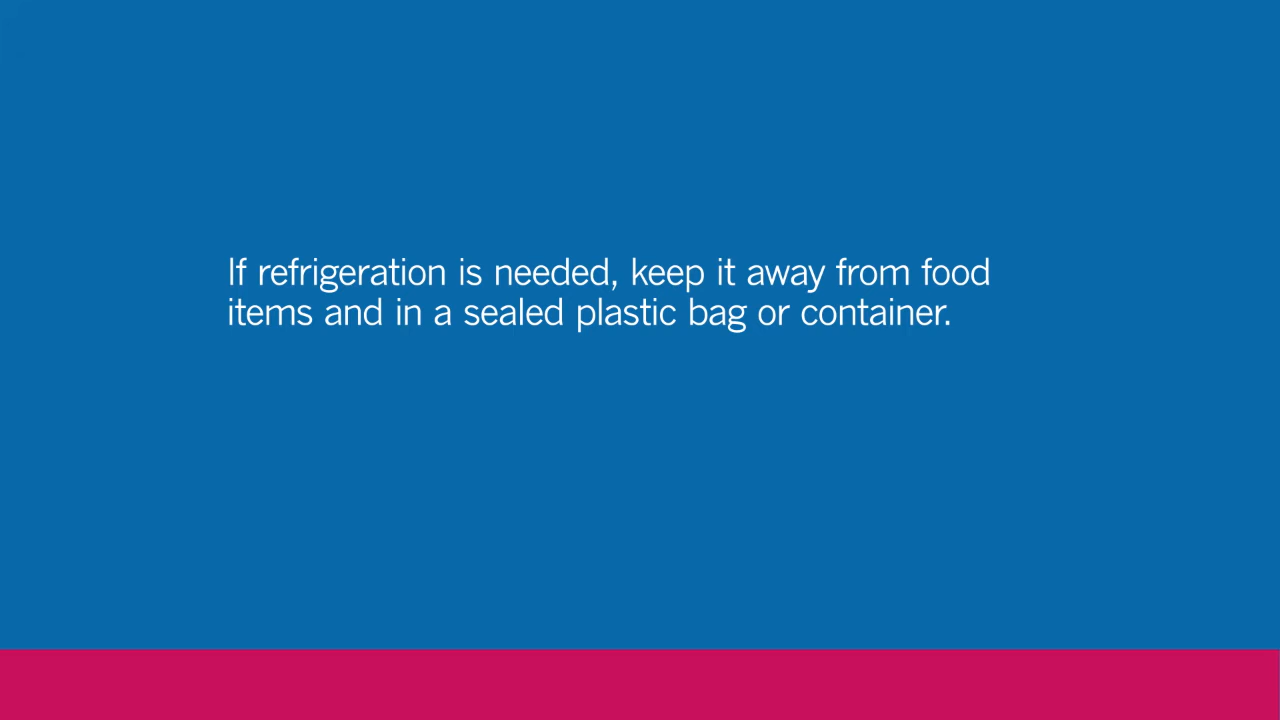 If refrigeration is needed, keep it away from food
items and in a sealed plastic bag or container.